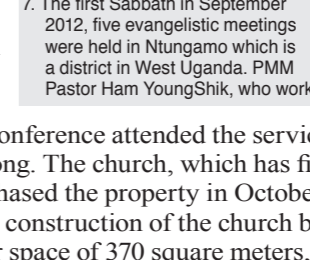 7. The first Sabbath in September
2012, five evangelistic meetings
were held in Ntungamo which is
a district in West Uganda. PMM
Pastor Ham YoungShik, who work
onference attended the servic
ong. The church, which has fi
hased the property in October
construction of the church b
r space of 370 square meters,